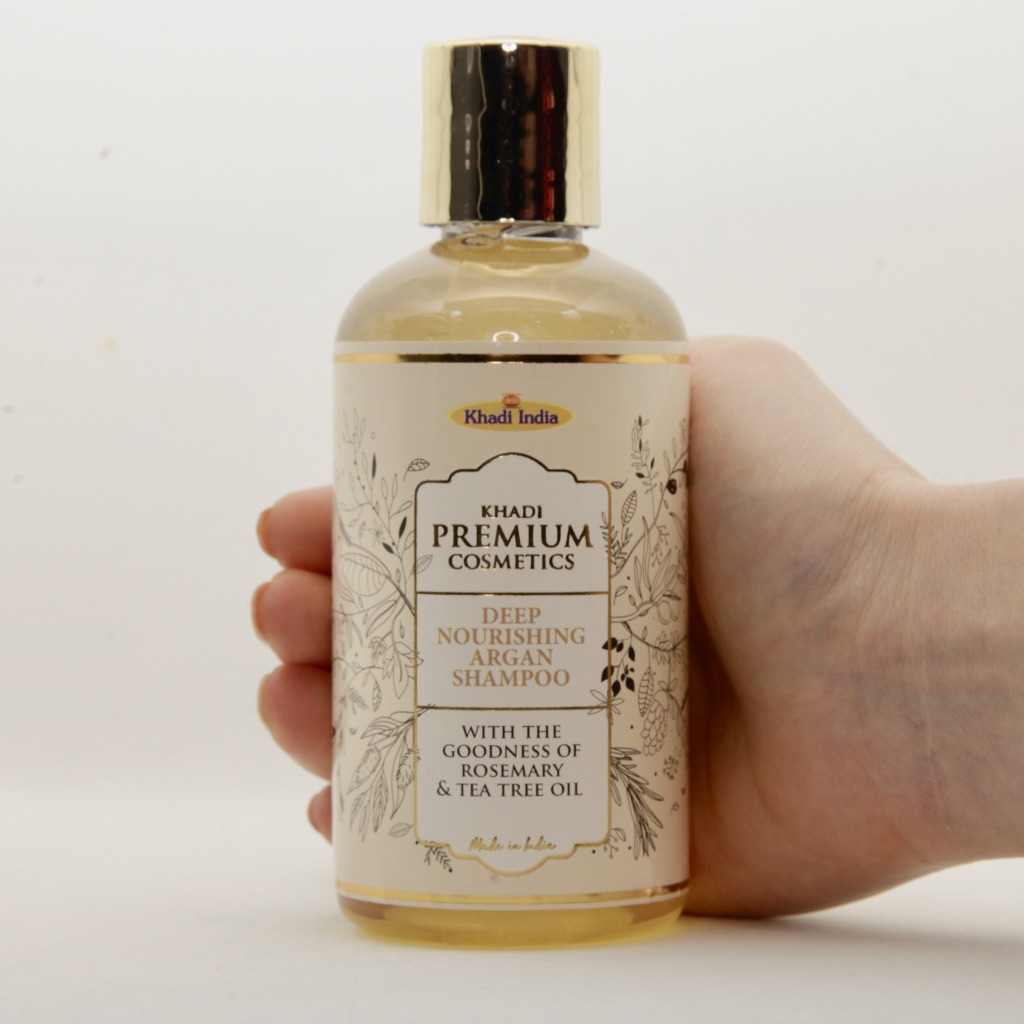 Khadi India
KHADI
PREMIUM
COSMETICS
DEEP
NOURISHING
ARGAN
SHAMPOO
WITH THE
GOODNESS OF
ROSEMARY
& TEA TREE OIL
Made in India